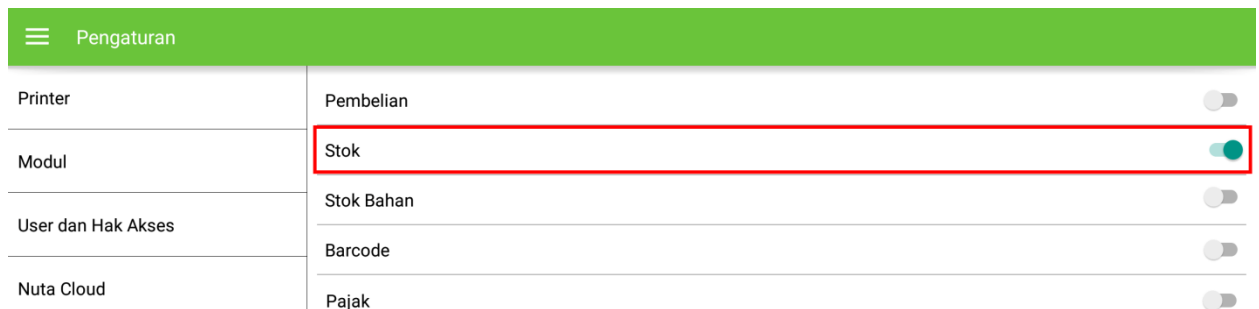 Pengaturan
Printer
Modul
User dan Hak Akses
Nuta Cloud
Pembelian
Stok
Stok Bahan
Barcode
Pajak